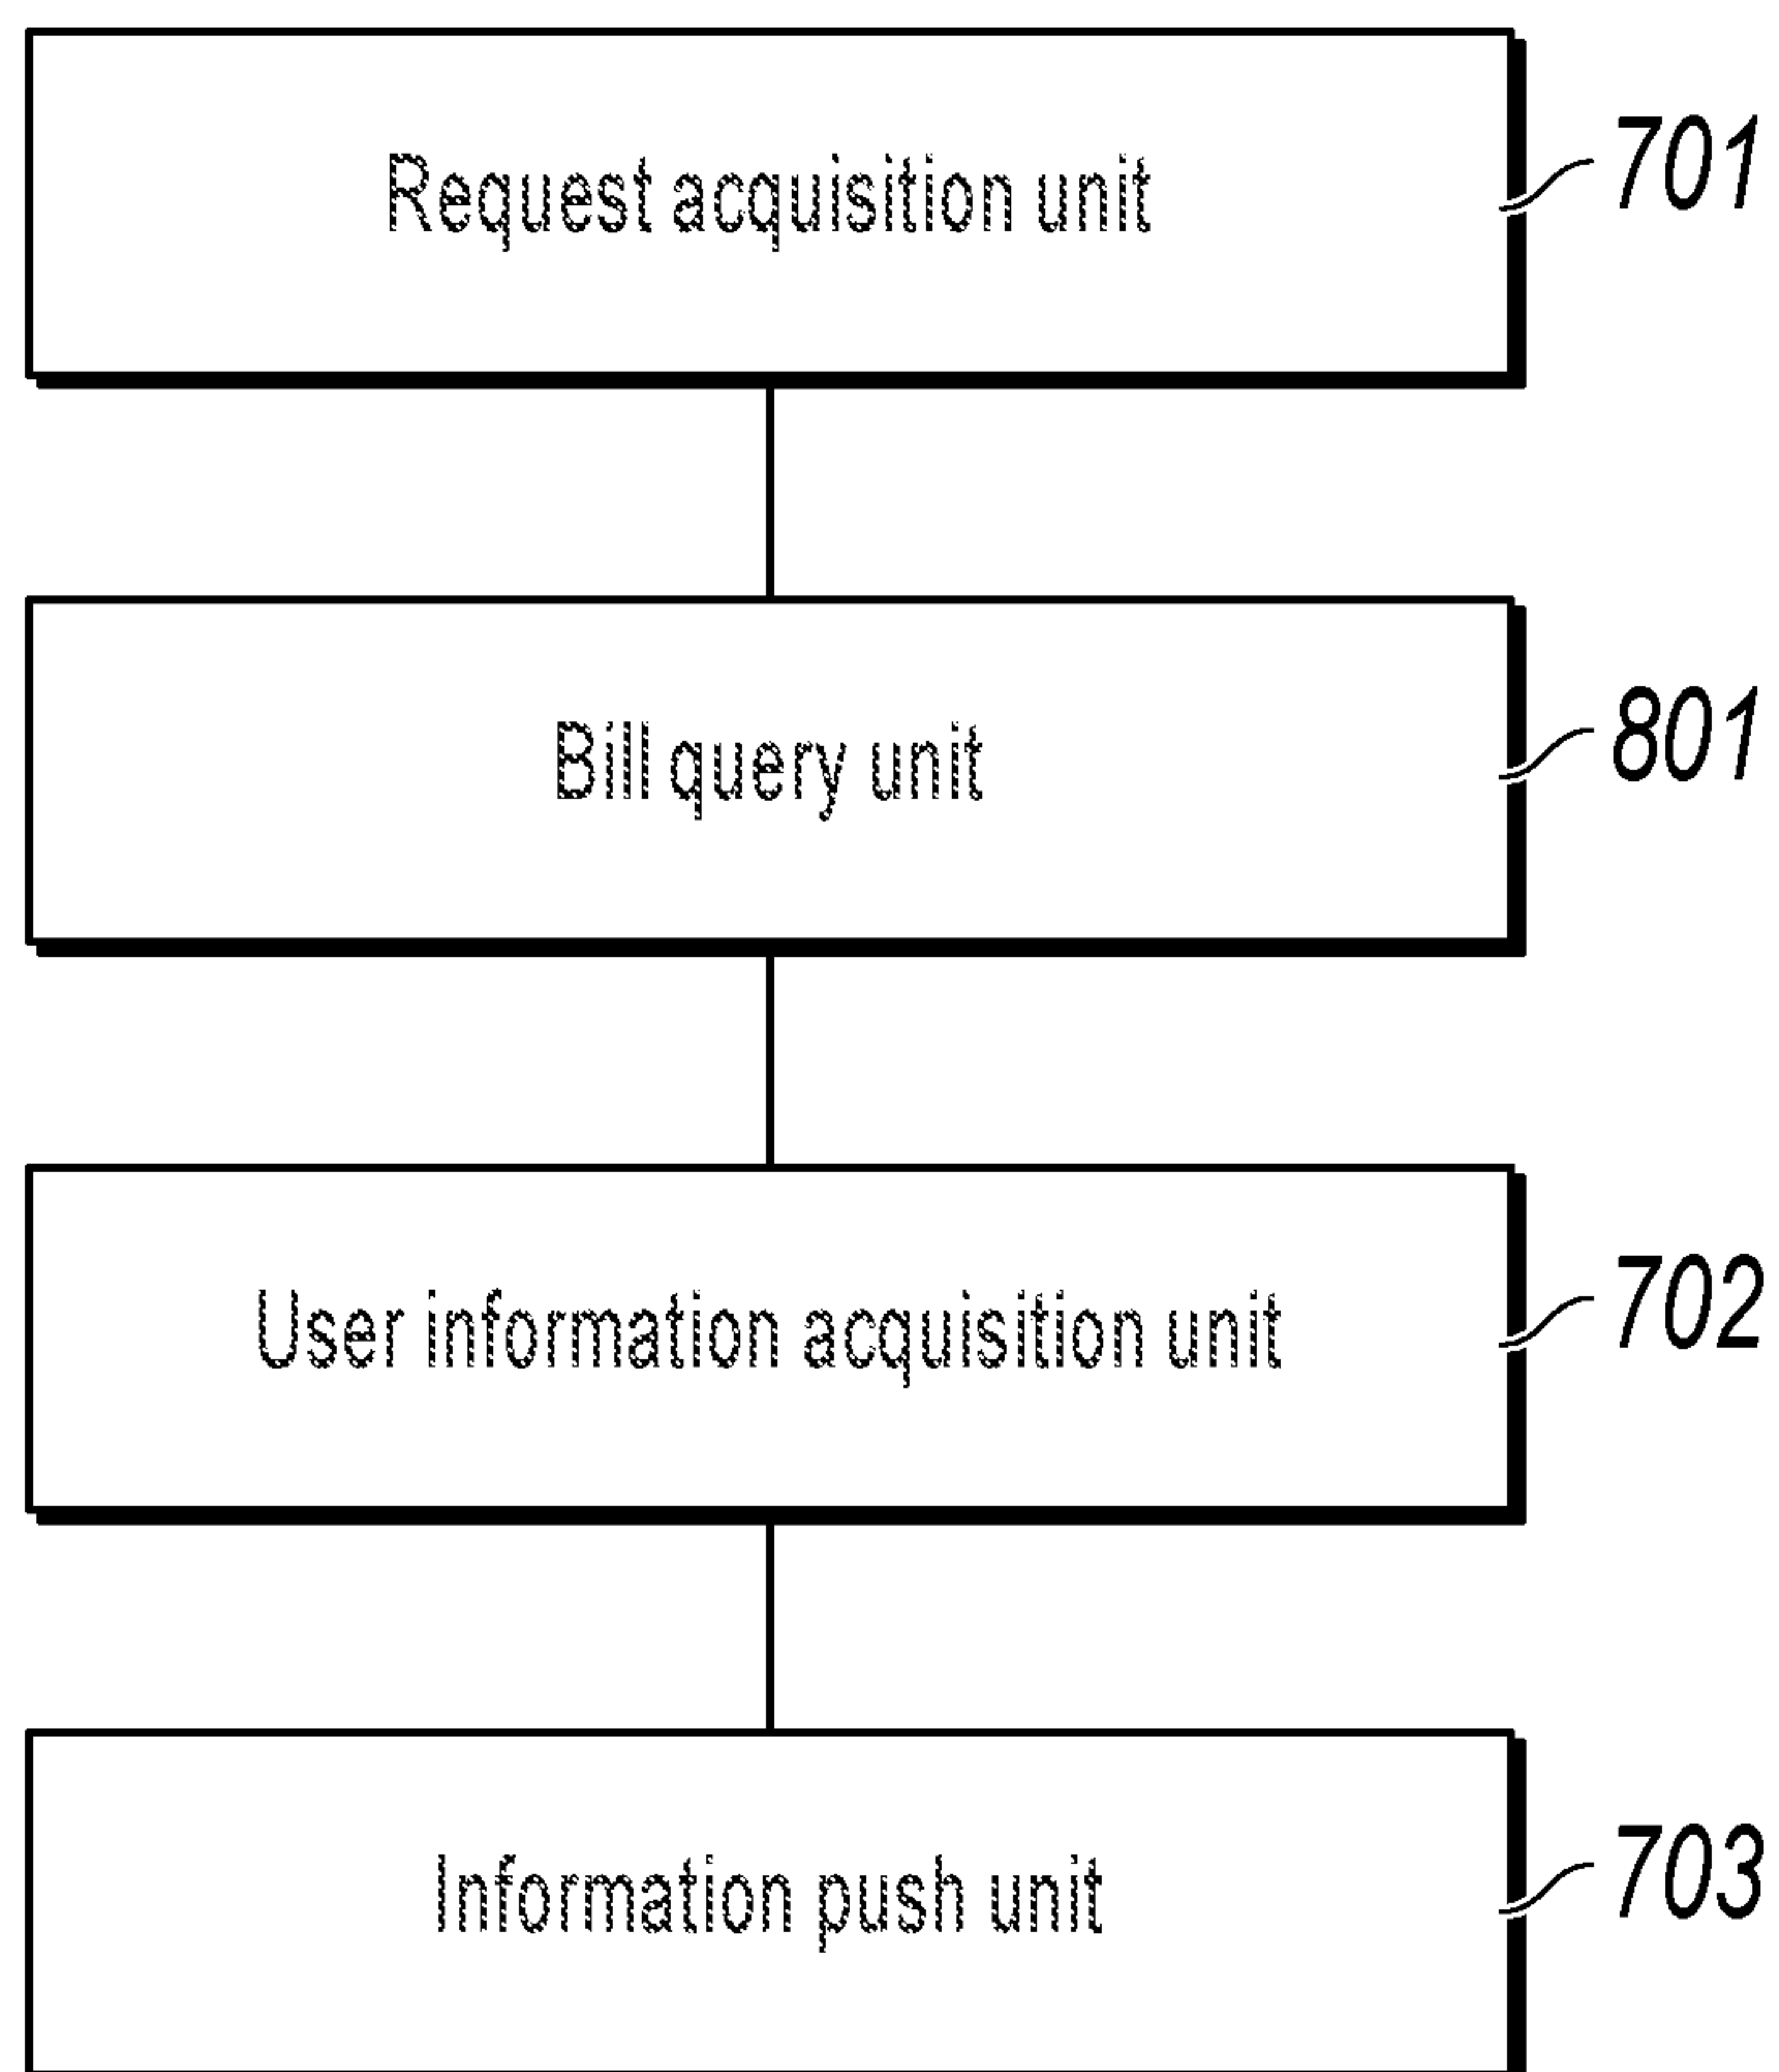 Request acquisition unit
701
Bill query unit
801
User information acquisition unit
702
Information push unit
703